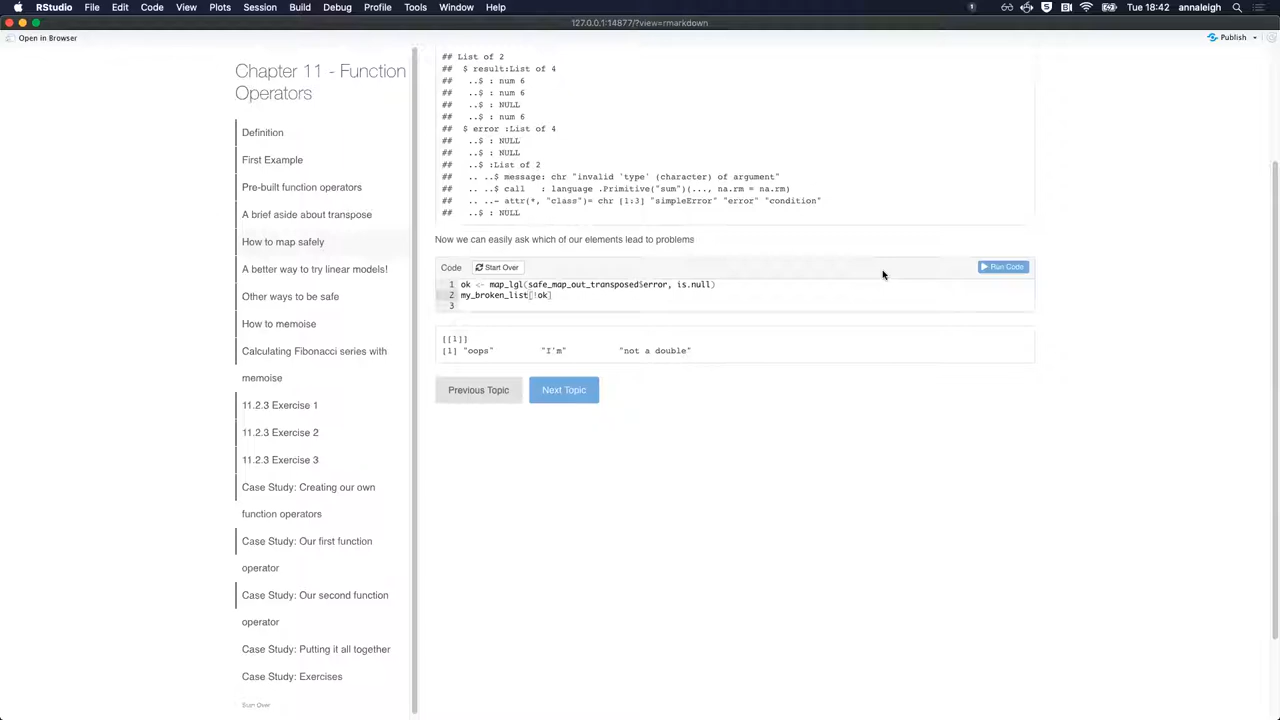 RStudio File Edit Code View Plots Session Build Debug Profile Tools Window Help Tue 18:42 annaleigh
127.0.0.1:14877/?view=rmarkdown
Open in Browser
Publish
Chapter 11 - Function
Operators
Definition
First Example
Pre-built function operators
A brief aside about transpose
How to map safely
A better way to try linear models!
Other ways to be safe
How to memoise
Calculating Fibonacci series with
memoise
11.2.3 Exercise 1
11.2.3 Exercise 2
11.2.3 Exercise 3
Case Study: Creating our own
function operators
Case Study: Our first function
operator
Case Study: Our second function
operator
Case Study: Putting it all together
Case Study: Exercises
Start Over
## List of 2
##  $ result:List of 4
##   ..$ : num 6
##   ..$ : num 6
##   ..$ : NULL
##   ..$ : num 6
##  $ error :List of 4
##   ..$ : NULL
##   ..$ : NULL
##   ..$ :List of 2
##   .. ..$ message: chr "invalid 'type' (character) of argument"
##   .. ..$ call   : language .Primitive("sum")(..., na.rm = na.rm)
##   .. ..- attr(*, "class")= chr [1:3] "simpleError" "error" "condition"
##   ..$ : NULL
Now we can easily ask which of our elements lead to problems
Code Start Over Run Code
1 ok <- map_lgl(safe_map_out_transposed$error, is.null)
2 my_broken_list[!ok]
3
[[1]]
[1] "oops" "I'm" "not a double"
Previous Topic Next Topic